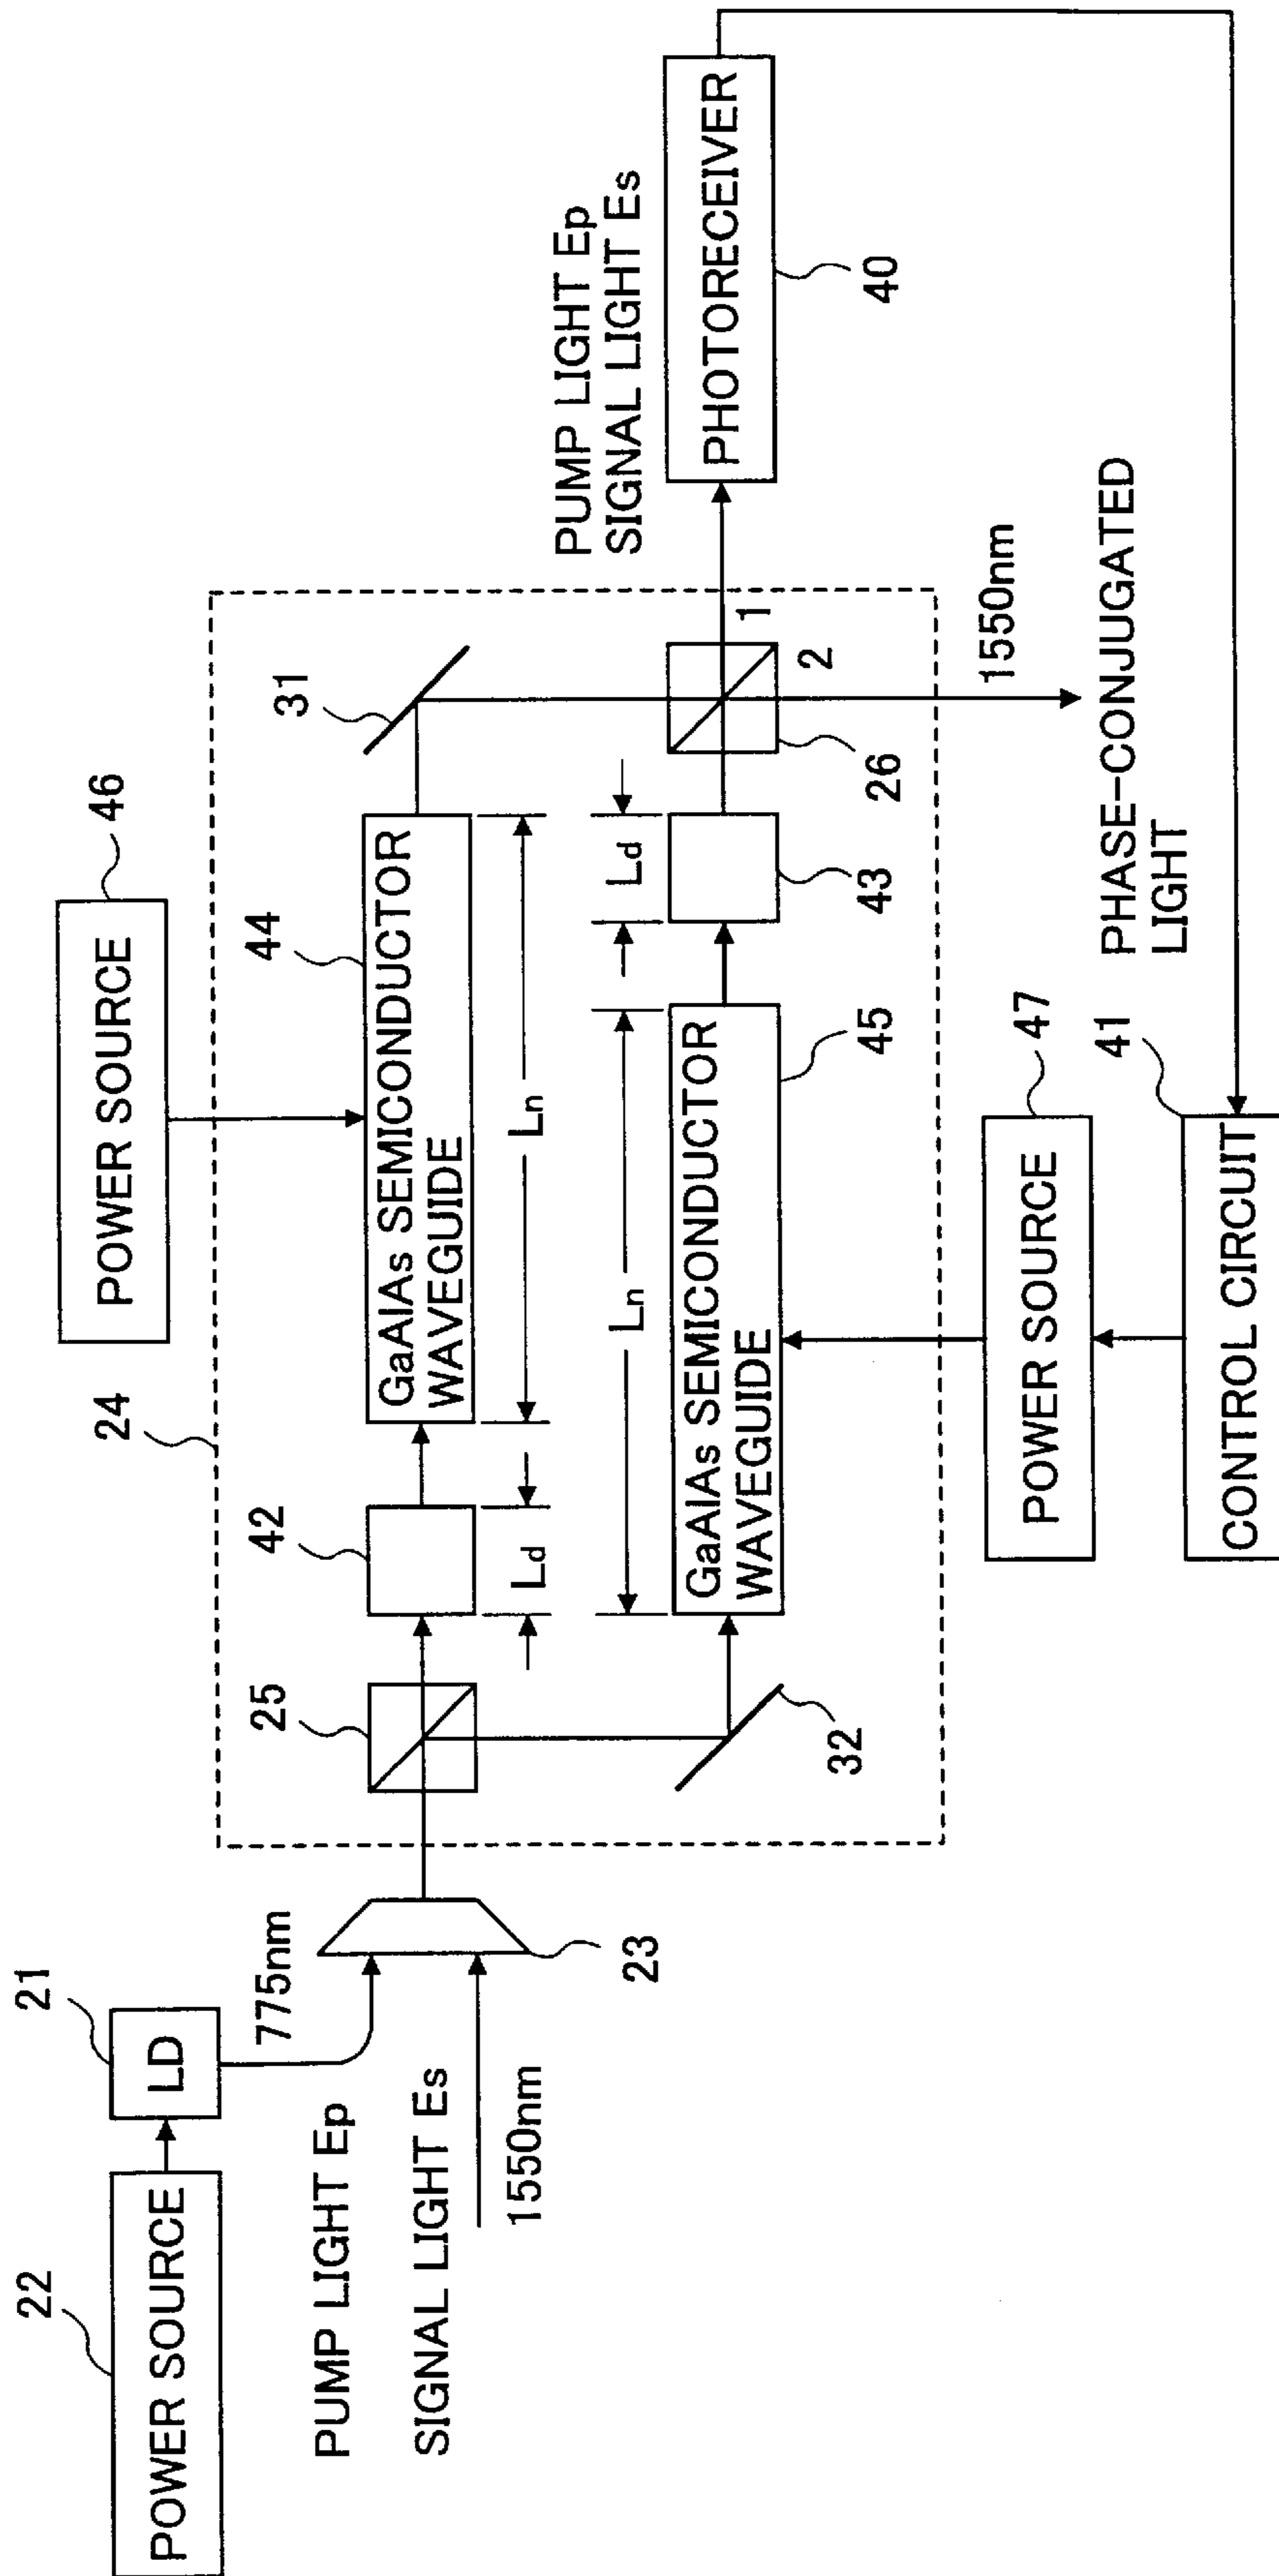 22
POWER SOURCE
21
LD
775nm
PUMP LIGHT Ep
SIGNAL LIGHT Es
1550nm
23
24
25
32
42
Ld
46
POWER SOURCE
44
GaAlAs SEMICONDUCTOR
WAVEGUIDE
Ln
Ln
GaAlAs SEMICONDUCTOR
WAVEGUIDE
45
31
Ld
43
26
1
2
PUMP LIGHT Ep
SIGNAL LIGHT Es
PHOTORECEIVER
40
1550nm
PHASE-CONJUGATED
LIGHT
47
POWER SOURCE
41
CONTROL CIRCUIT